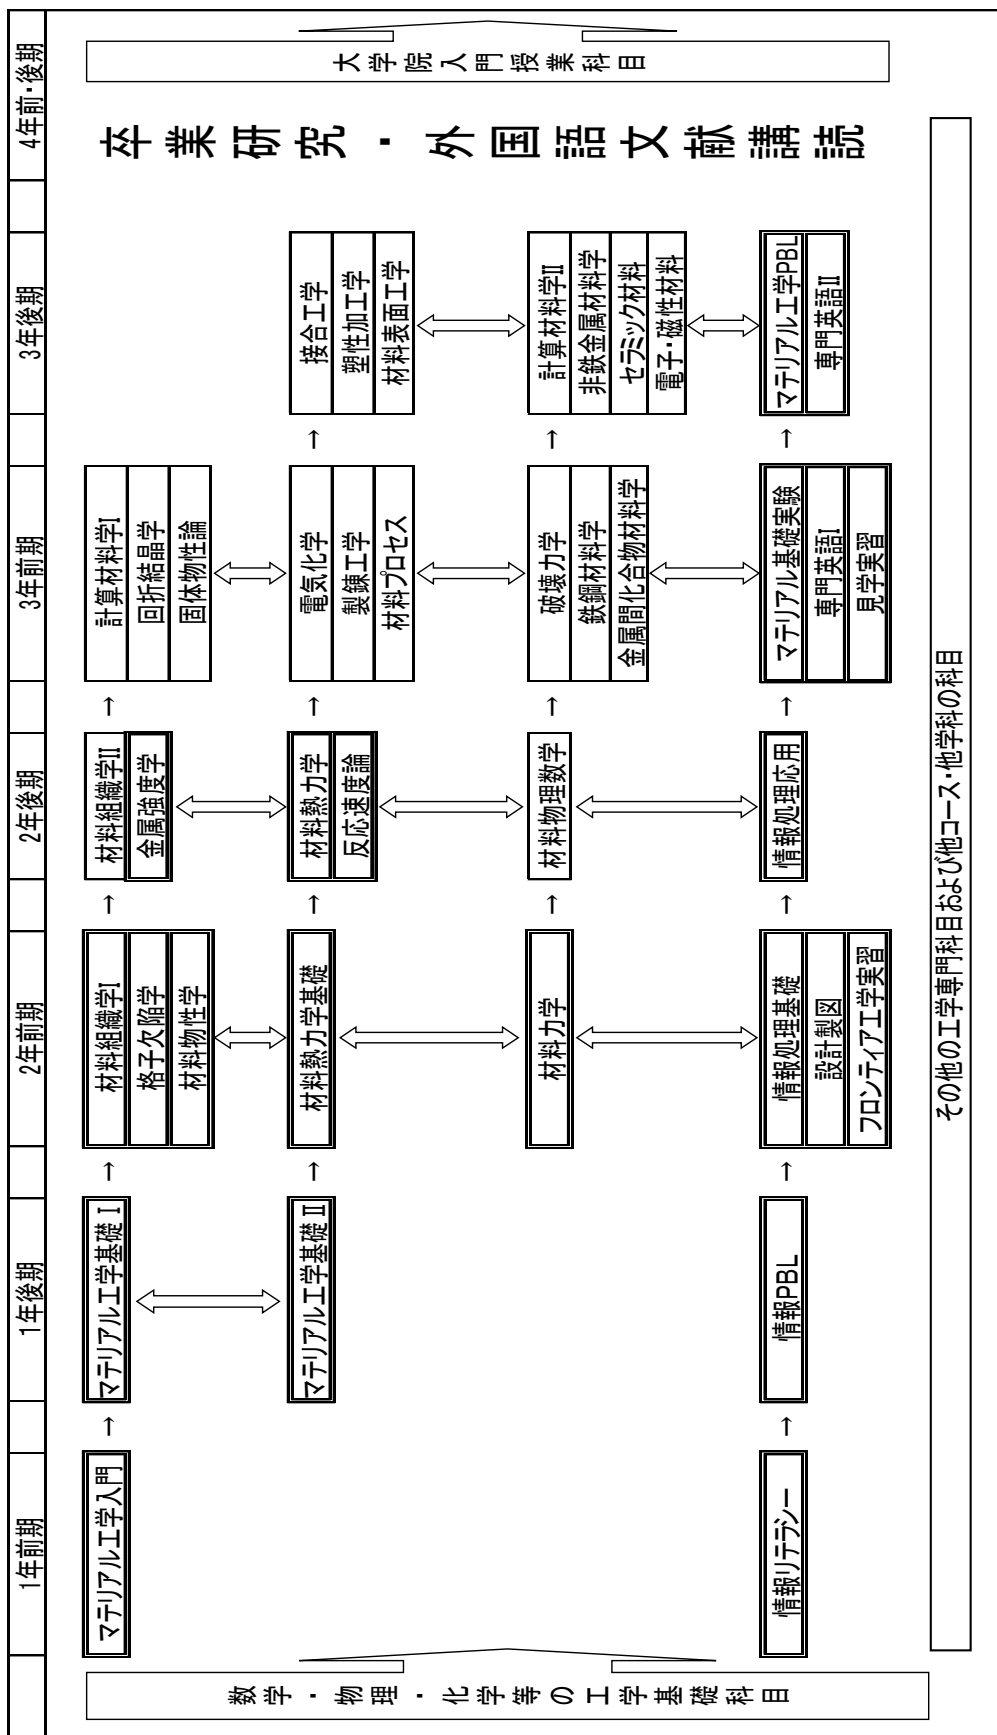 1年前期
1年後期
2年前期
2年後期
3年前期
3年後期
4年前・後期
数学・物理・化学等の工学基礎科目
マテリアル工学入門
情報リテラシー
マテリアル工学基礎Ⅰ
マテリアル工学基礎Ⅱ
情報PBL
材料組織学I
格子欠陥学
材料物性学
材料熱力学基礎
材料力学
情報処理基礎
設計製図
フロンティア工学実習
材料組織学II
金属強度学
材料熱力学
反応速度論
材料物理数学
情報処理応用
計算材料学I
回折結晶学
固体物性論
電気化学
製錬工学
材料プロセス
破壊力学
鉄鋼材料学
金属間化合物材料学
マテリアル基礎実験
専門英語I
見学実習
接合工学
塑性加工学
材料表面工学
計算材料学II
非鉄金属材料学
セラミック材料
電子・磁性材料
マテリアル工学PBL
専門英語II
卒業研究・外国語文献講読
大学院入門授業科目
その他の工学専門科目および他コース・他学科の科目